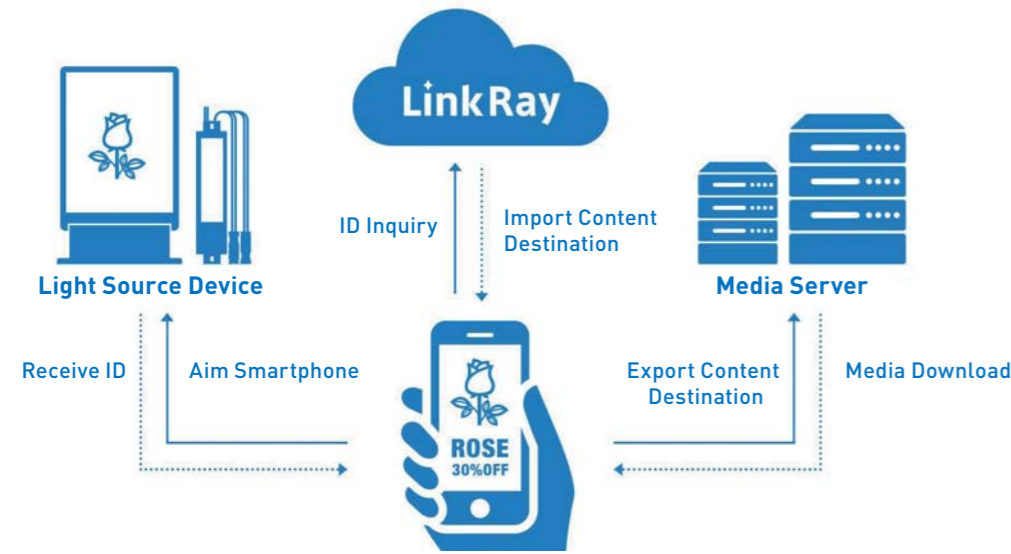 LinkRay
ID Inquiry
Import Content
Destination
Light Source Device
Media Server
Receive ID
Aim Smartphone
Export Content
Destination
Media Download
ROSE
30%OFF